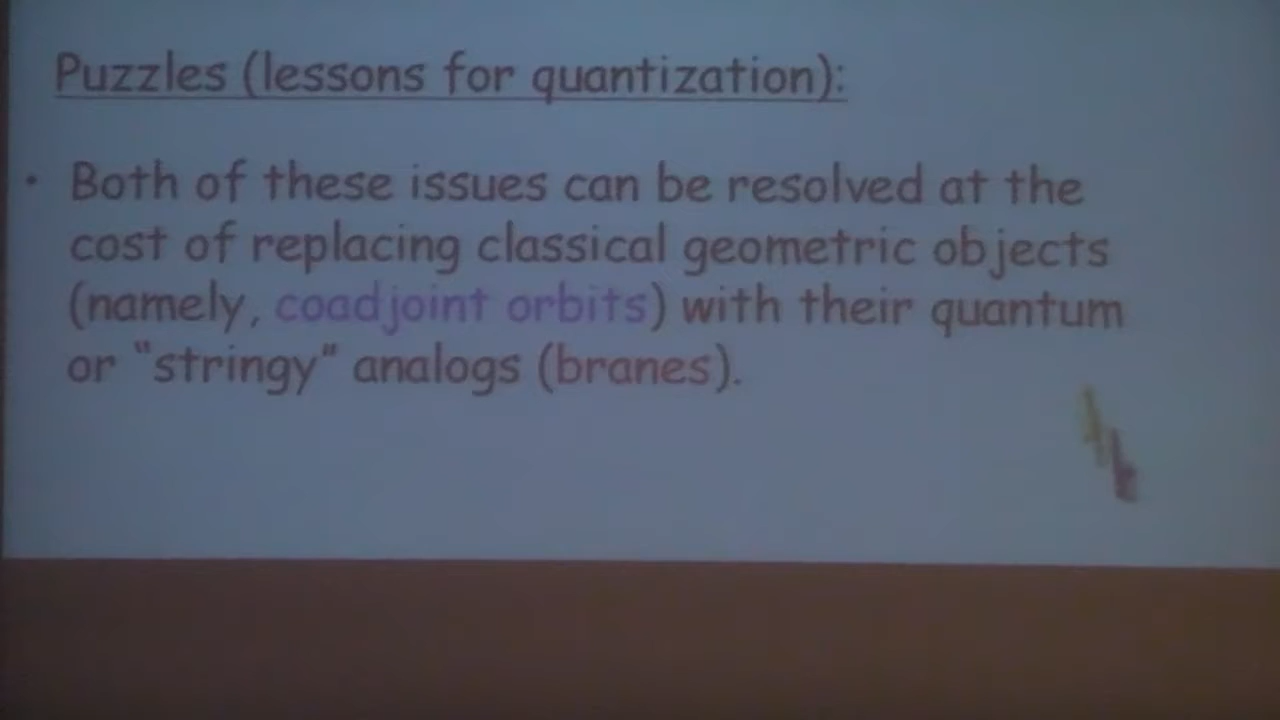 Puzzles (lessons for quantization):
• Both of these issues can be resolved at the
cost of replacing classical geometric objects
(namely, coadjoint orbits) with their quantum
or "stringy" analogs (branes).